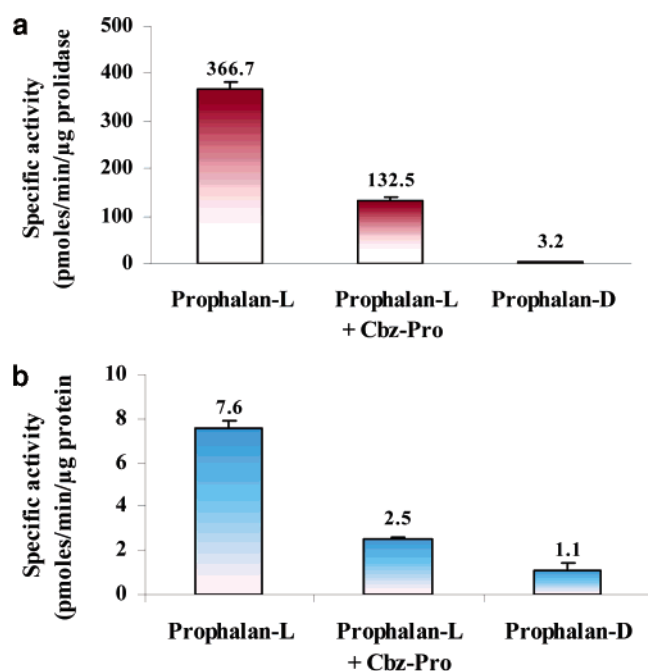 a
Specific activity
(pmoles/min/µg prolidase)
500
400
300
200
100
0
366.7
132.5
3.2
Prophalan-L
Prophalan-L
+ Cbz-Pro
Prophalan-D
b
Specific activity
(pmoles/min/µg protein)
10
8
6
4
2
0
7.6
2.5
1.1
Prophalan-L
Prophalan-L
+ Cbz-Pro
Prophalan-D